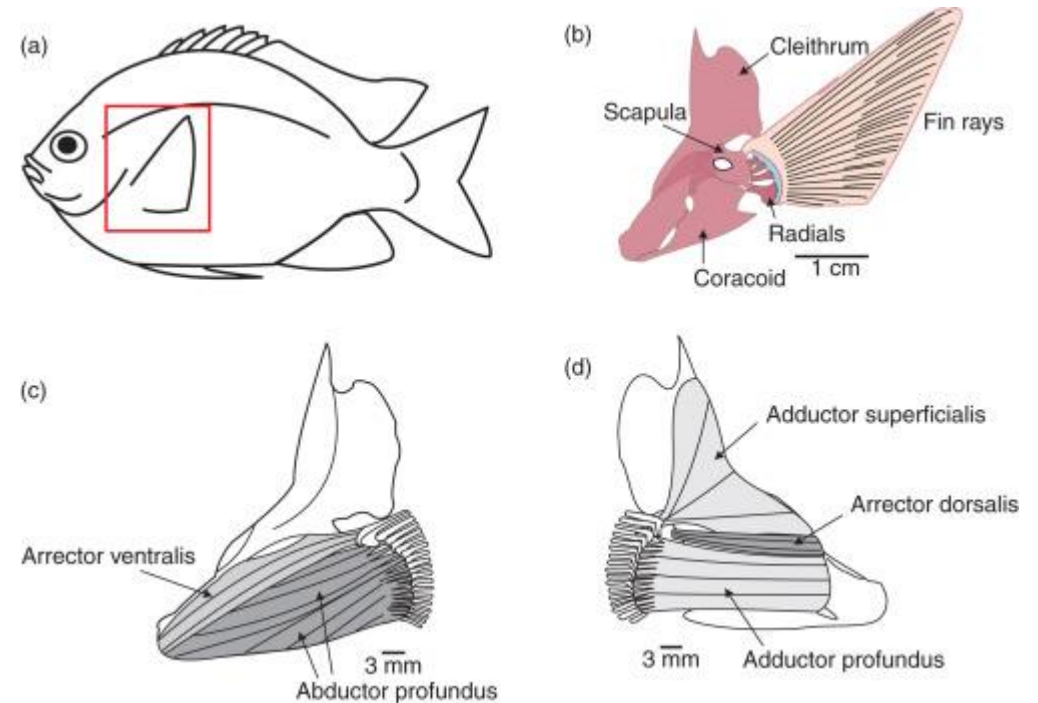 (a)
(b)
Cleithrum
Scapula
Fin rays
Radials
Coracoid
1 cm
(c)
Arrector ventralis
3 mm
Abductor profundus
(d)
Adductor superficialis
Arrector dorsalis
3 mm
Adductor profundus